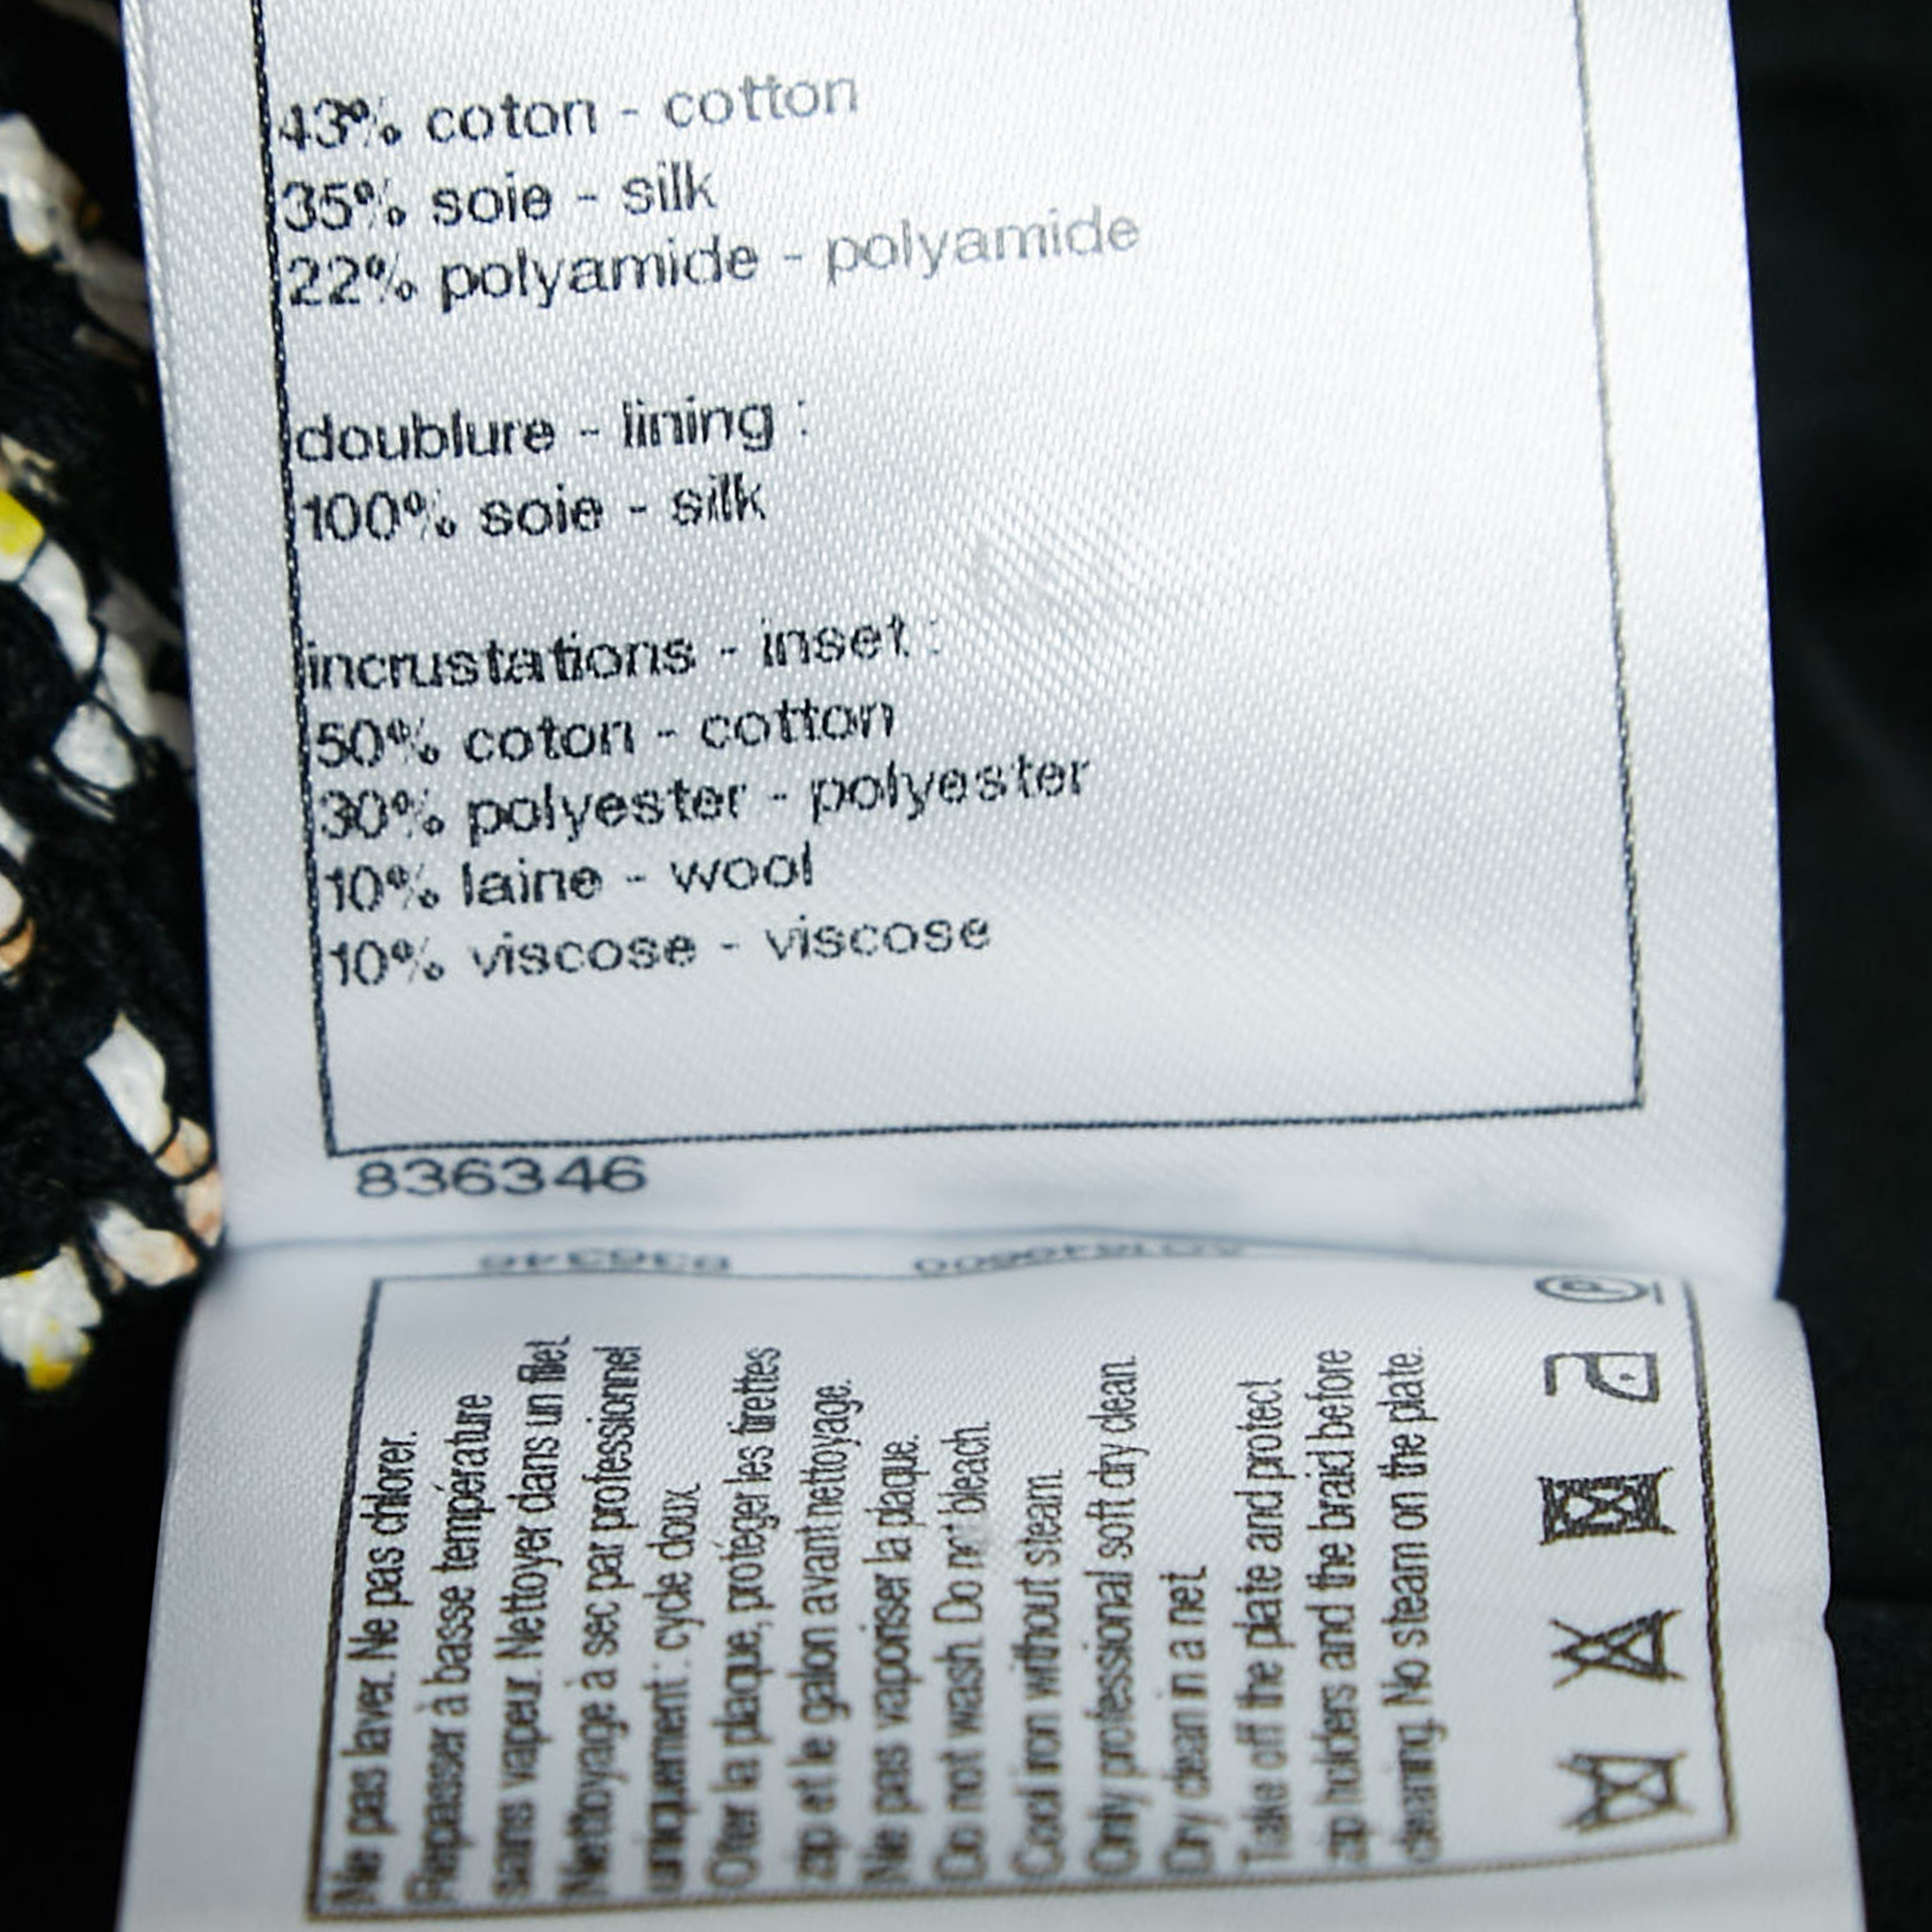 43% coton - cotton
35% soie - silk
22% polyamide - polyamide
doublure - lining :
100% soie - silk
incrustations - inset :
50% coton - cotton
30% polyester - polyester
10% laine - wool
10% viscose - viscose
836346
836346
Ne pas laver. Ne pas chlorer.
Repasser à basse température
sans vapeur. Nettoyer dans un filet
Nettoyage à sec par professionnel
uniquement : cycle doux.
Oter la plaque, protéger les tirettes
zip et le galon avant nettoyage.
Ne pas vaporiser la plaque.
Do not wash. Do not bleach.
Cool iron without steam.
Only professional soft dry clean.
Dry clean in a net.
Take off the plate and protect
zip holders and the braid before
cleaning. No steam on the plate.
P